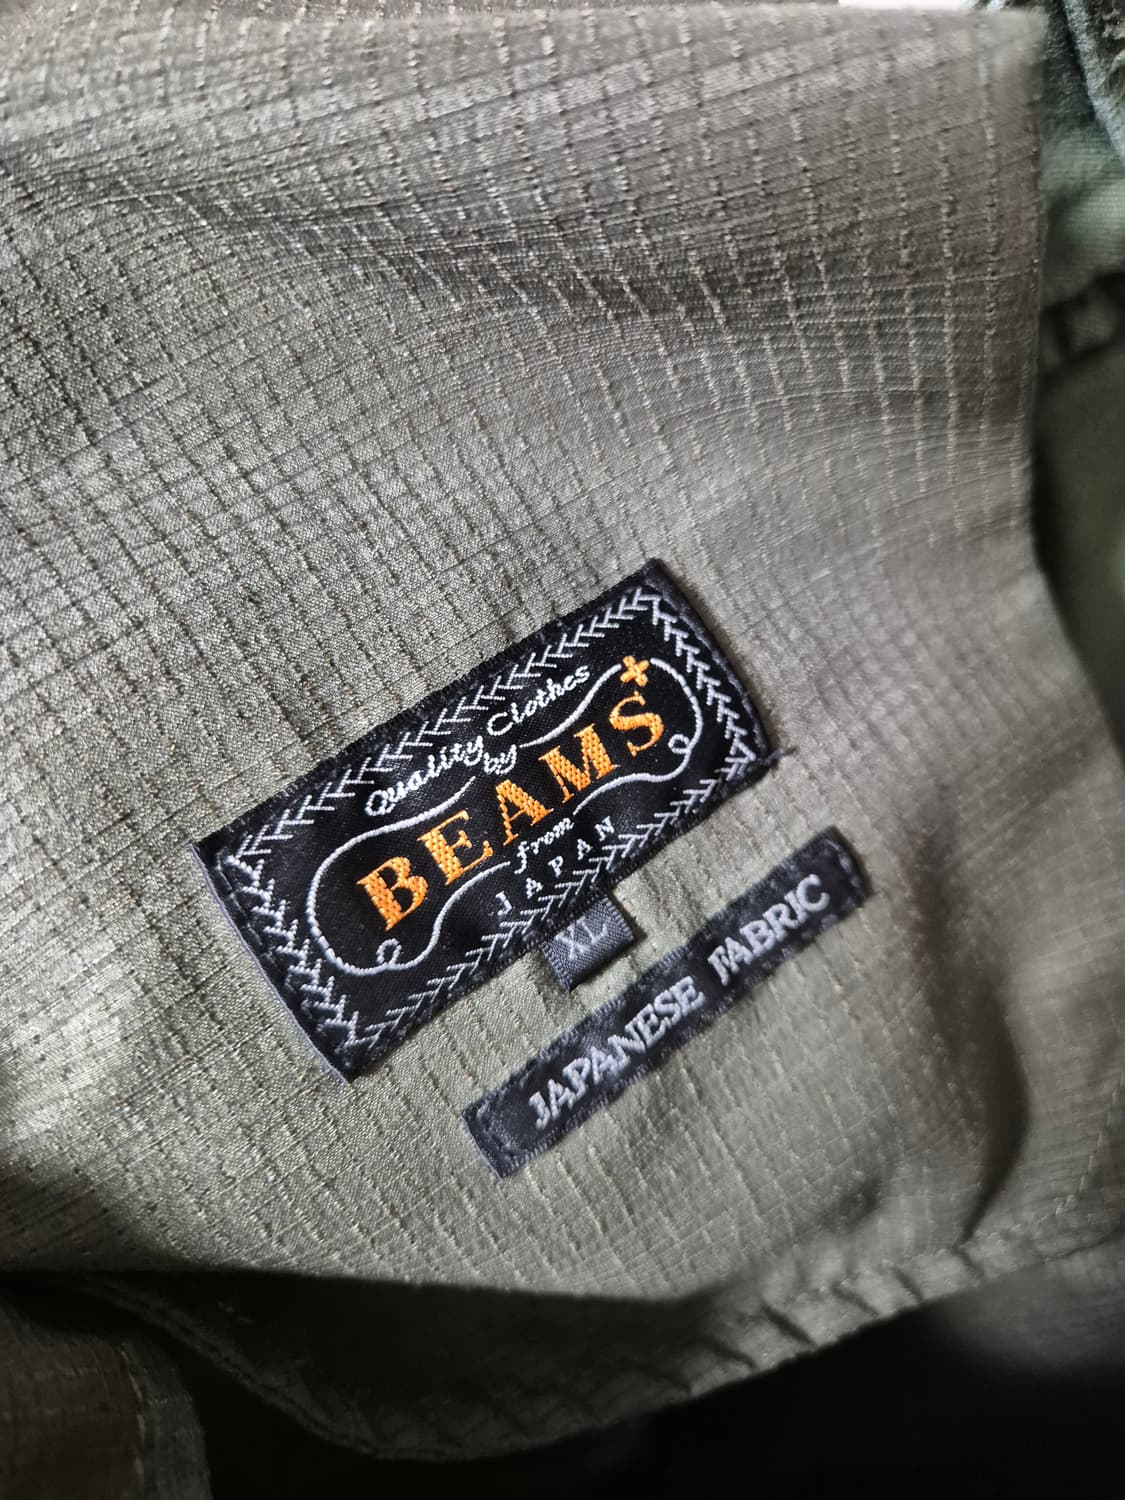 Quality Clothes
by
BEAMS+
from
JAPAN
XL
JAPANESE FABRIC